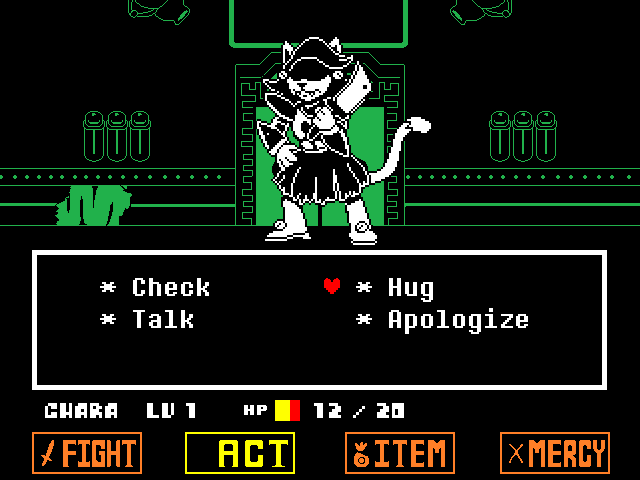 * Check * Hug
* Talk * Apologize
CHARA LV 1 HP 12 / 20
FIGHT ACT ITEM MERCY